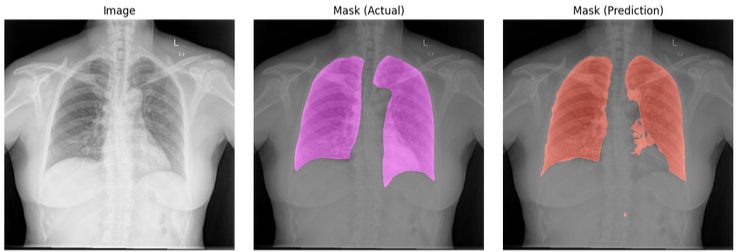 Image
Mask (Actual)
Mask (Prediction)
L
L
L